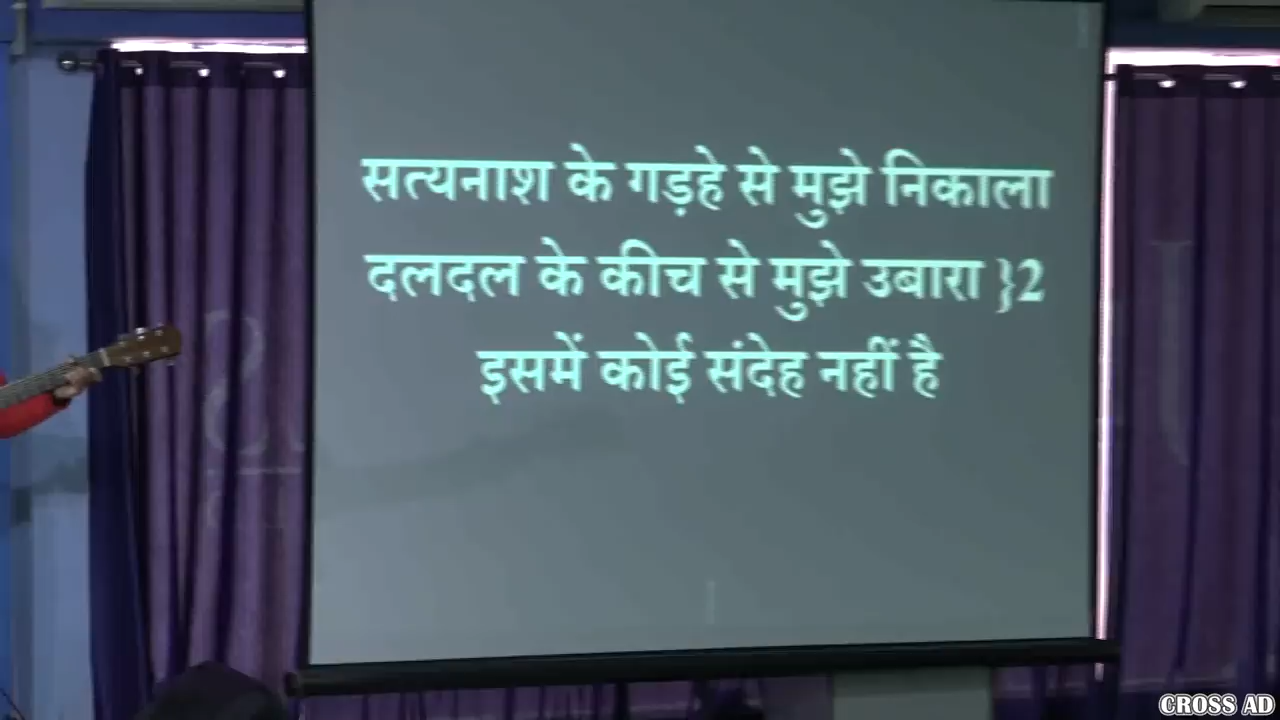 सत्यनाश के गड़हे से मुझे निकाला
दलदल के कीच से मुझे उबारा }2
इसमें कोई संदेह नहीं है
CROSS AD